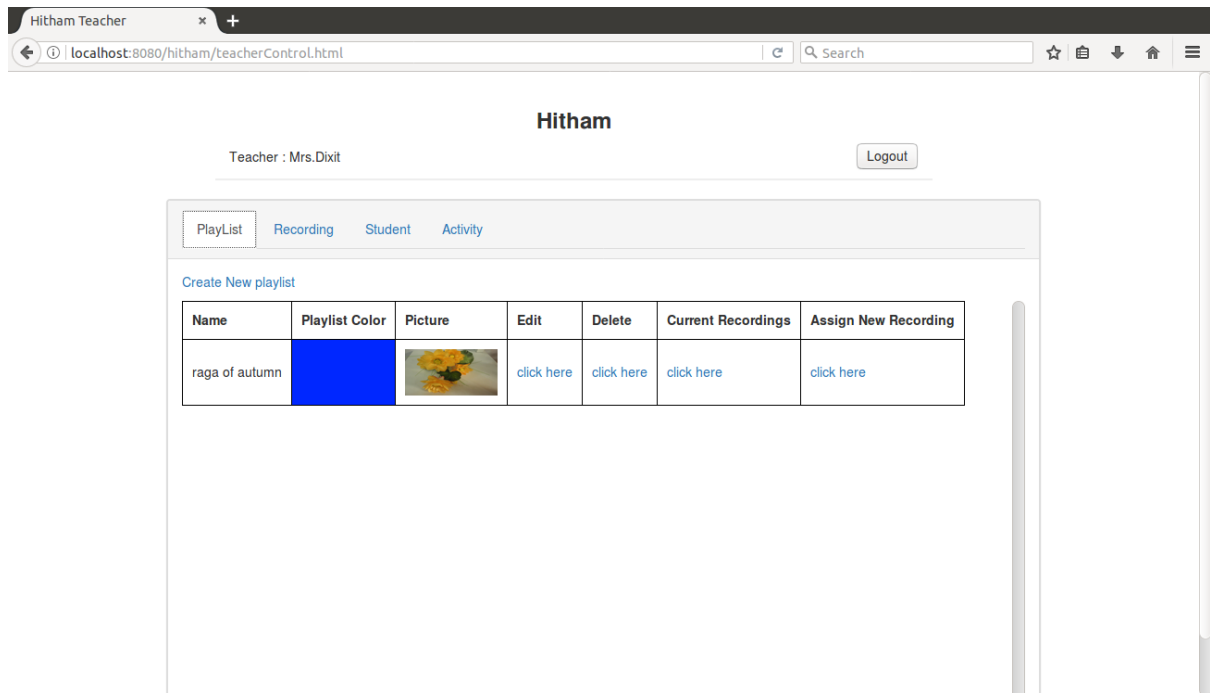 Hitham Teacher
localhost:8080/hitham/teacherControl.html
Search
Hitham
Teacher : Mrs.Dixit
Logout
PlayList Recording Student Activity
Create New playlist
Name Playlist Color Picture Edit Delete Current Recordings Assign New Recording
raga of autumn click here click here click here click here